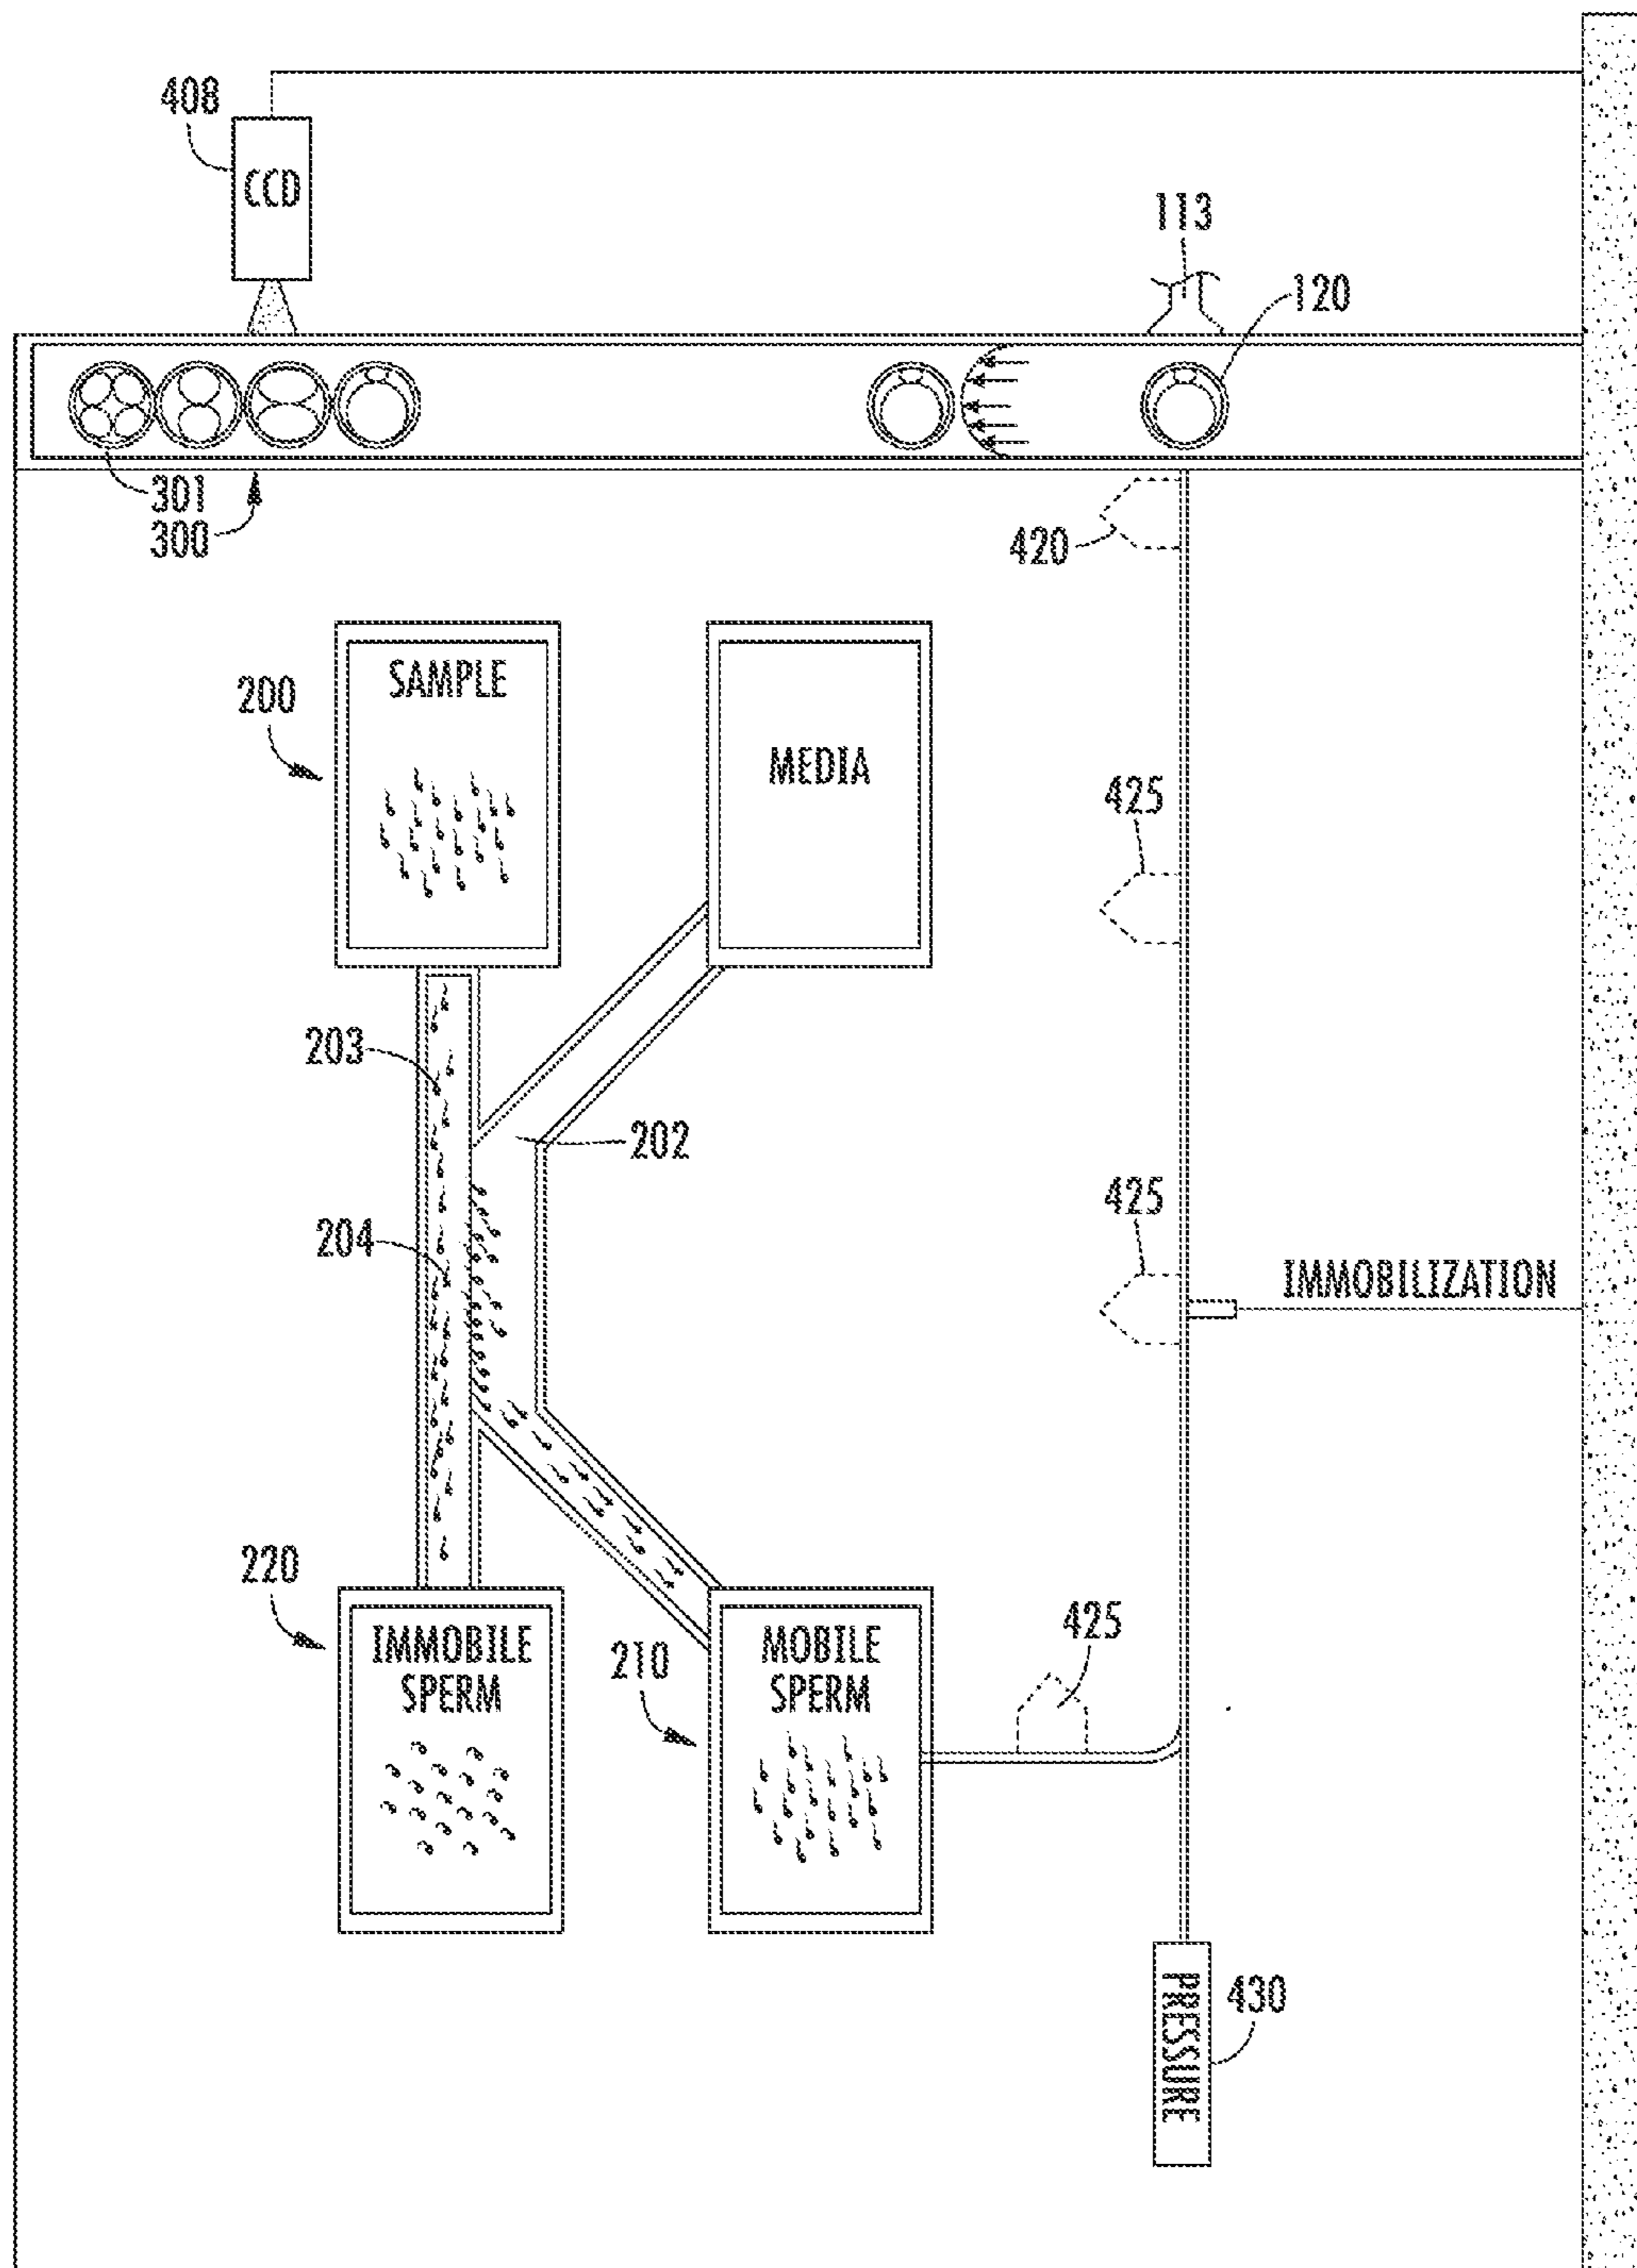 408
CCD
113
120
301
300
420
200
SAMPLE
MEDIA
425
203
202
425
204
IMMOBILIZATION
220
IMMOBILE
SPERM
210
MOBILE
SPERM
425
PRESSURE
430